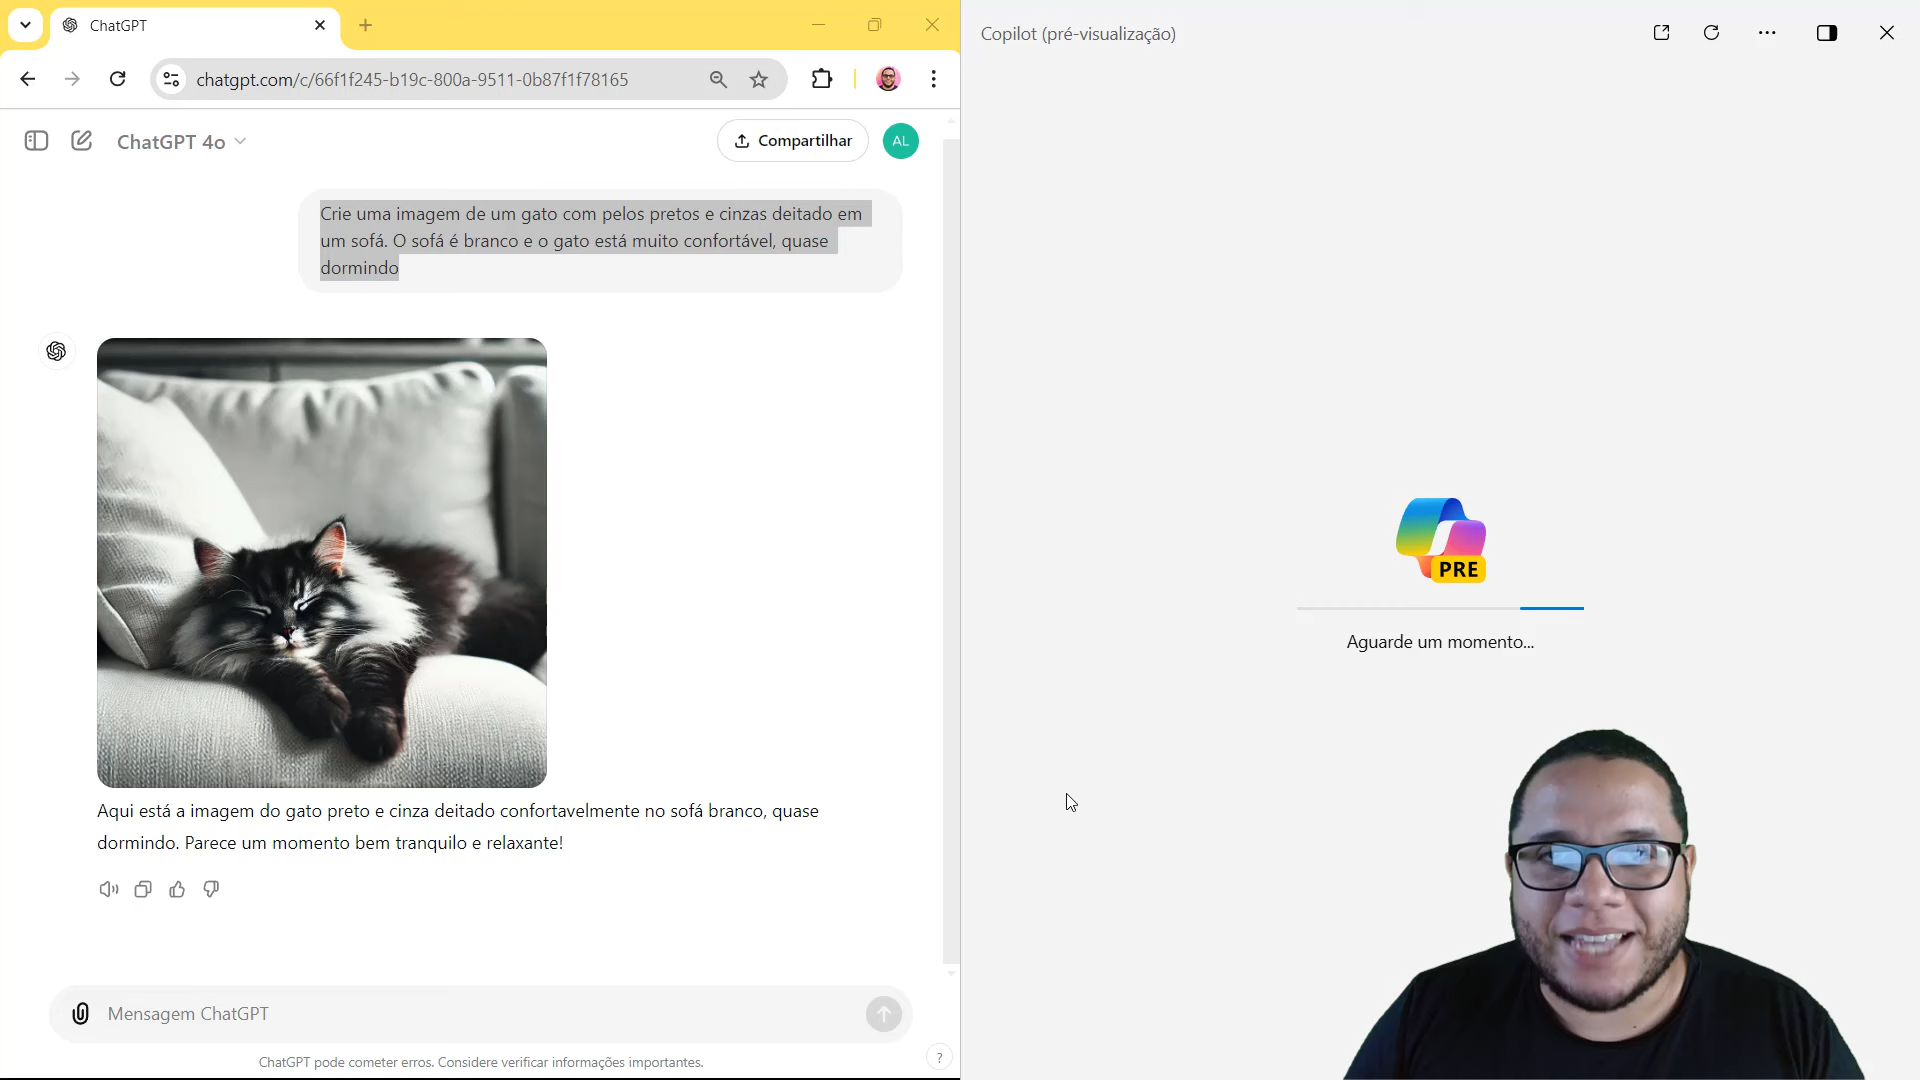 ChatGPT
chatgpt.com/c/66f1f245-b19c-800a-9511-0b87f1f78165
ChatGPT 4o
Compartilhar
AL
Crie uma imagem de um gato com pelos pretos e cinzas deitado em
um sofá. O sofá é branco e o gato está muito confortável, quase
dormindo
Aqui está a imagem do gato preto e cinza deitado confortavelmente no sofá branco, quase
dormindo. Parece um momento bem tranquilo e relaxante!
Mensagem ChatGPT
ChatGPT pode cometer erros. Considere verificar informações importantes.
?
Copilot (pré-visualização)
PRE
Aguarde um momento...